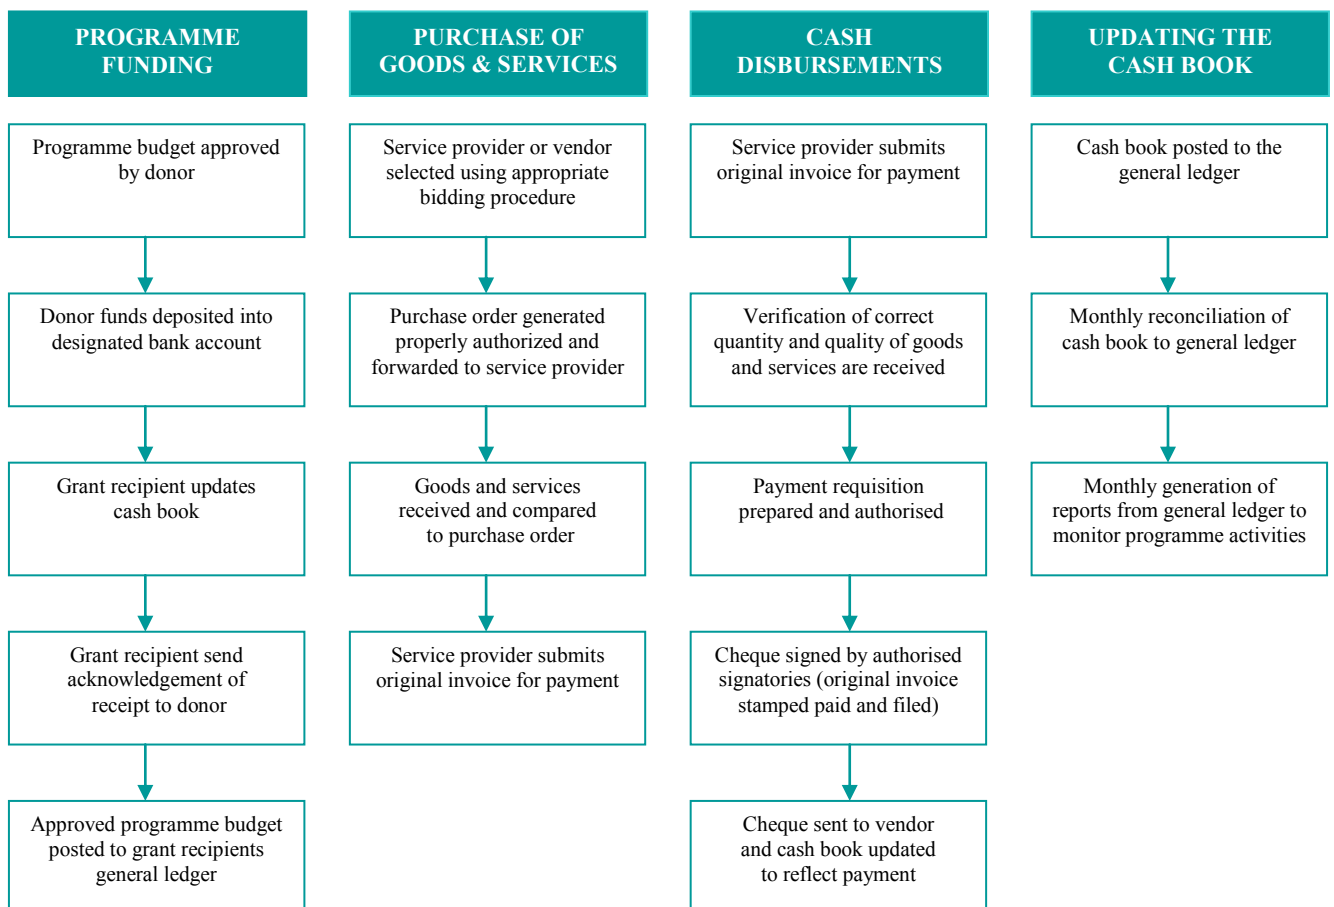 PROGRAMME
FUNDING
Programme budget approved
by donor
Donor funds deposited into
designated bank account
Grant recipient updates
cash book
Grant recipient send
acknowledgement of
receipt to donor
Approved programme budget
posted to grant recipients
general ledger
PURCHASE OF
GOODS & SERVICES
Service provider or vendor
selected using appropriate
bidding procedure
Purchase order generated
properly authorized and
forwarded to service provider
Goods and services
received and compared
to purchase order
Service provider submits
original invoice for payment
CASH
DISBURSEMENTS
Service provider submits
original invoice for payment
Verification of correct
quantity and quality of goods
and services are received
Payment requisition
prepared and authorised
Cheque signed by authorised
signatories (original invoice
stamped paid and filed)
Cheque sent to vendor
and cash book updated
to reflect payment
UPDATING THE
CASH BOOK
Cash book posted to the
general ledger
Monthly reconciliation of
cash book to general ledger
Monthly generation of
reports from general ledger to
monitor programme activities